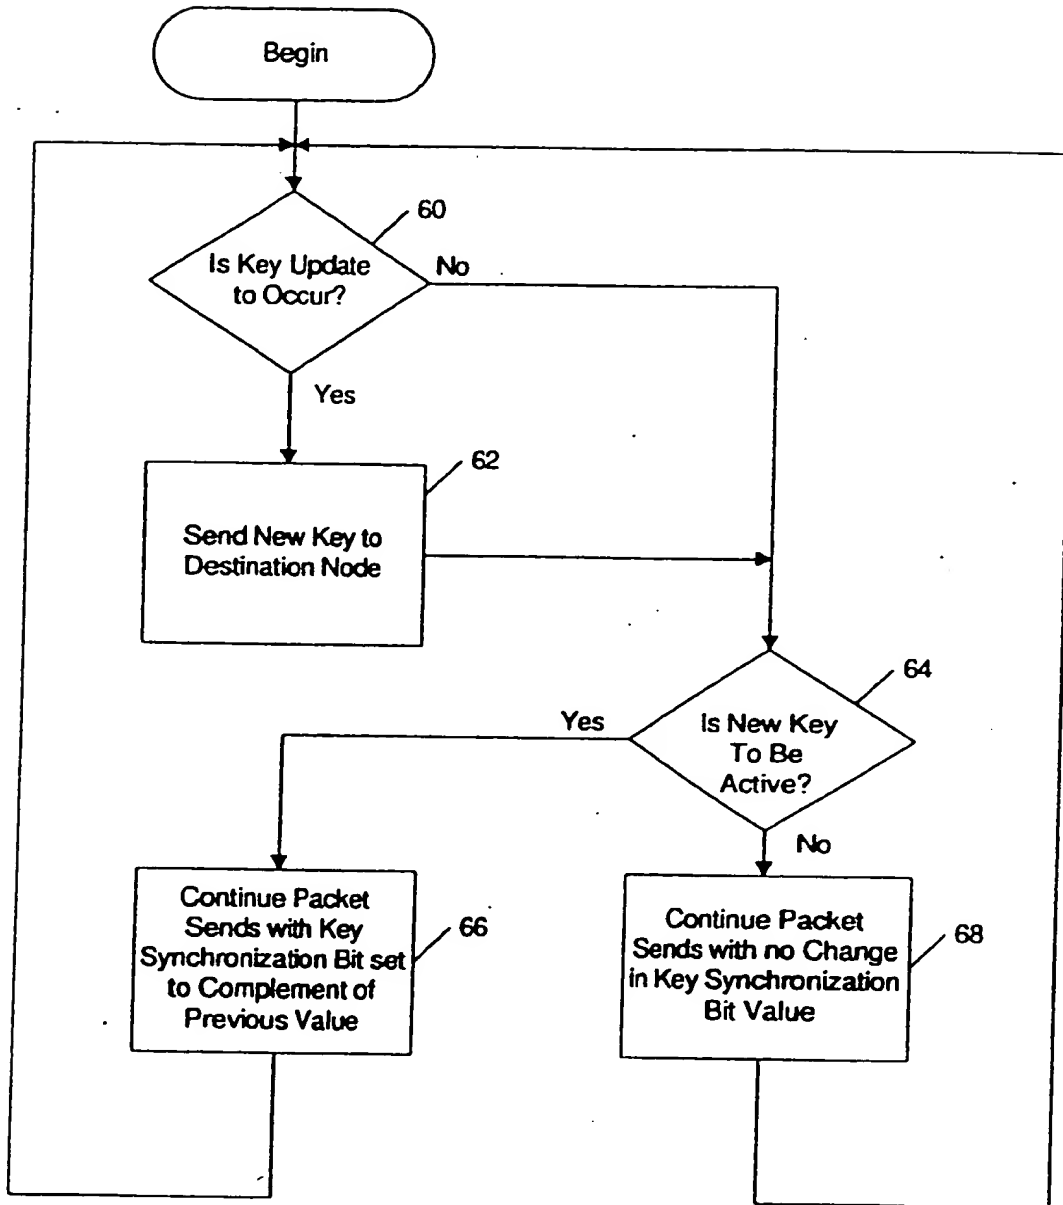 Begin
60
Is Key Update
to Occur?
No
Yes
62
Send New Key to
Destination Node
64
Is New Key
To Be
Active?
Yes
No
Continue Packet
Sends with Key
Synchronization Bit set
to Complement of
Previous Value
66
Continue Packet
Sends with no Change
in Key Synchronization
Bit Value
68